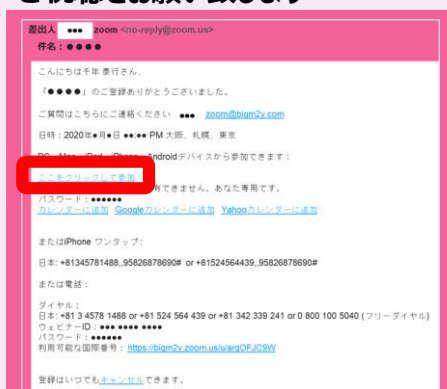 差出人 ●●● zoom <no-reply@zoom.us>
件名：●●●●
こんにちは千年 泰行さん,
「●●●●」のご登録ありがとうございました。
ご質問はこちらにご連絡ください ●●● zoom@bigm2y.com
日時：2020年●月●日 ●●:●● PM 大阪、札幌、東京
PC、Mac、iPad、iPhone、Androidデバイスから参加できます：
ここをクリックして参加
有できません。あなた専用です。
パスワード：●●●●●●
カレンダーに追加 Googleカレンダーに追加 Yahooカレンダーに追加
またはiPhone ワンタップ：
日本: +81345781488,,95826878690# or +81524564439,,95826878690#
または電話：
ダイヤル：
日本: +81 3 4578 1488 or +81 524 564 439 or +81 342 339 241 or 0 800 100 5040 (フリーダイヤル)
ウェビナーID：●●● ●●●● ●●●●
パスワード：●●●●●●
利用可能な国際番号： https://bigm2y.zoom.us/u/argOFJC9W
登録はいつでもキャンセルできます。